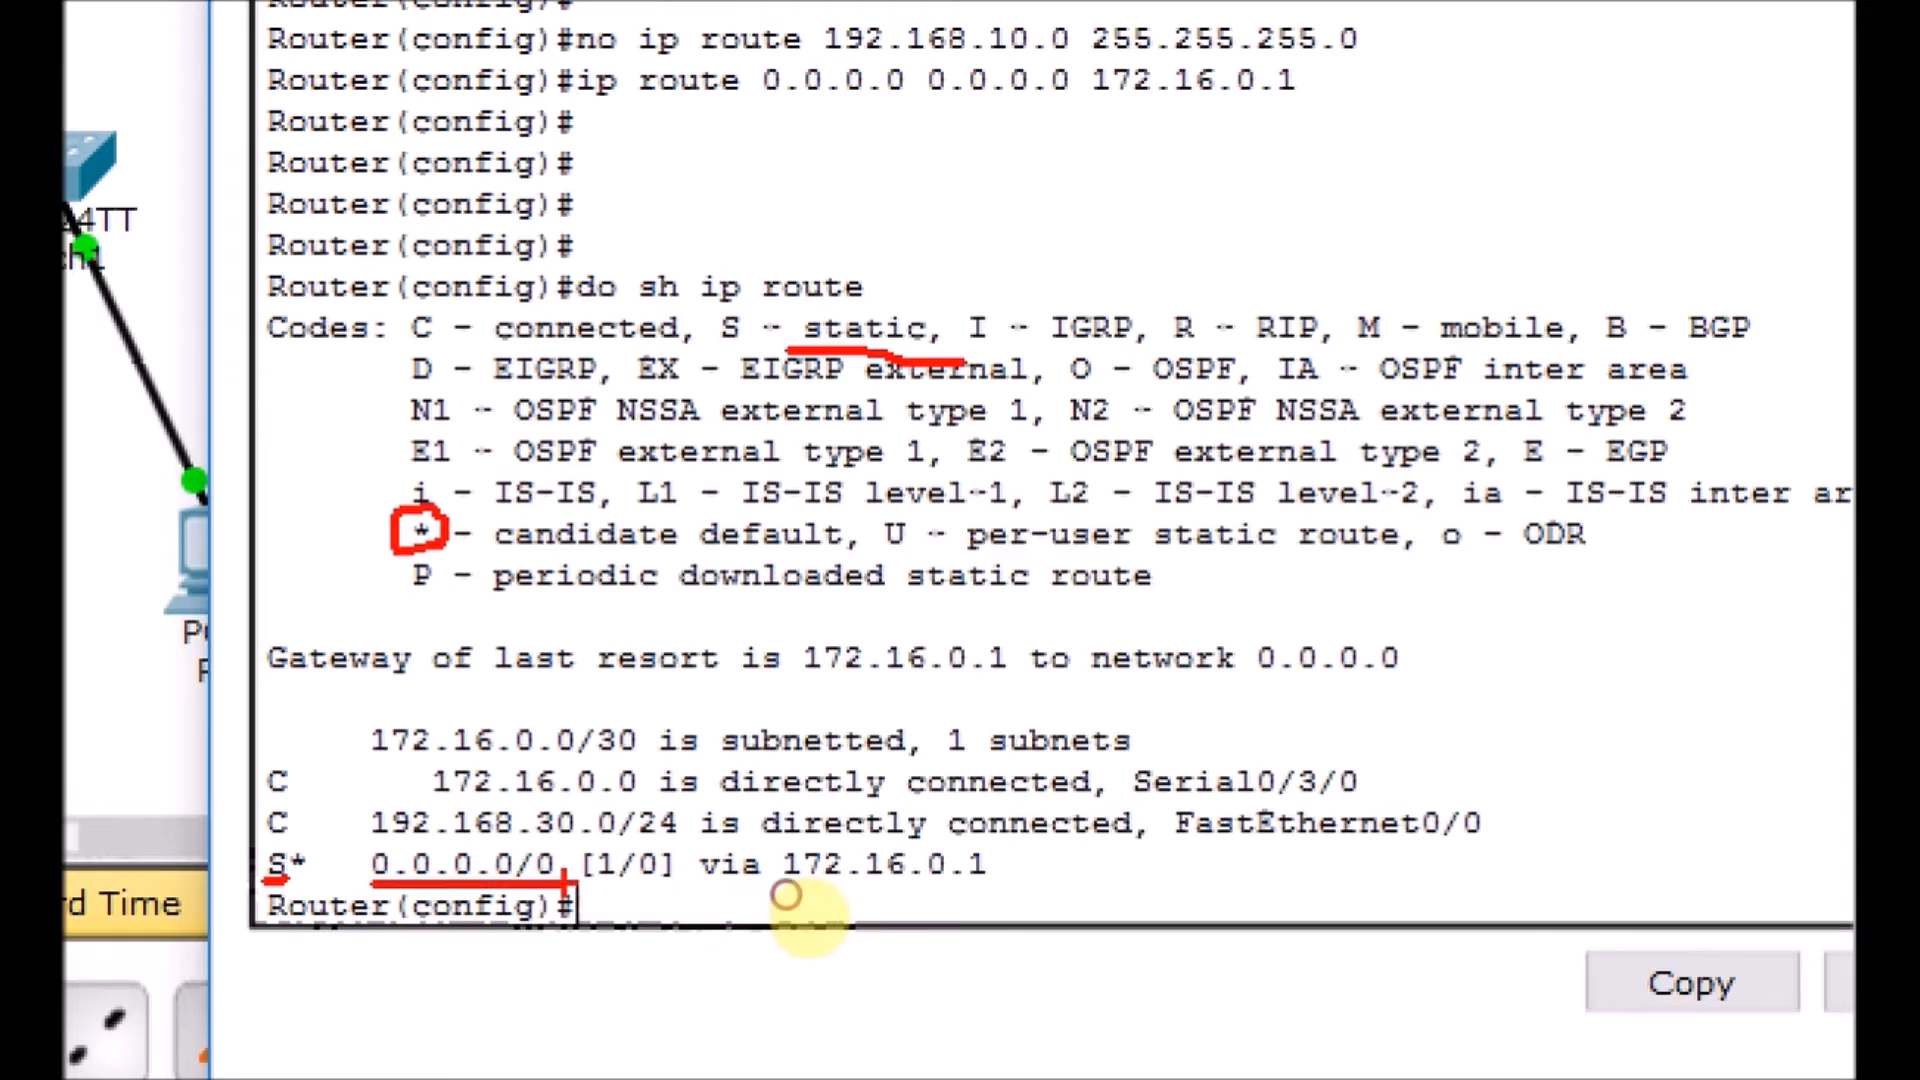 Router(config)#
Router(config)#no ip route 192.168.10.0 255.255.255.0
Router(config)#ip route 0.0.0.0 0.0.0.0 172.16.0.1
Router(config)#
Router(config)#
Router(config)#
Router(config)#
Router(config)#do sh ip route
Codes: C - connected, S - static, I - IGRP, R - RIP, M - mobile, B - BGP
D - EIGRP, EX - EIGRP external, O - OSPF, IA - OSPF inter area
N1 - OSPF NSSA external type 1, N2 - OSPF NSSA external type 2
E1 - OSPF external type 1, E2 - OSPF external type 2, E - EGP
i - IS-IS, L1 - IS-IS level-1, L2 - IS-IS level-2, ia - IS-IS inter ar
* - candidate default, U - per-user static route, o - ODR
P - periodic downloaded static route
Gateway of last resort is 172.16.0.1 to network 0.0.0.0
172.16.0.0/30 is subnetted, 1 subnets
C 172.16.0.0 is directly connected, Serial0/3/0
C 192.168.30.0/24 is directly connected, FastEthernet0/0
S* 0.0.0.0/0 [1/0] via 172.16.0.1
Router(config)#
4TT
ch1
P
rd Time
Copy